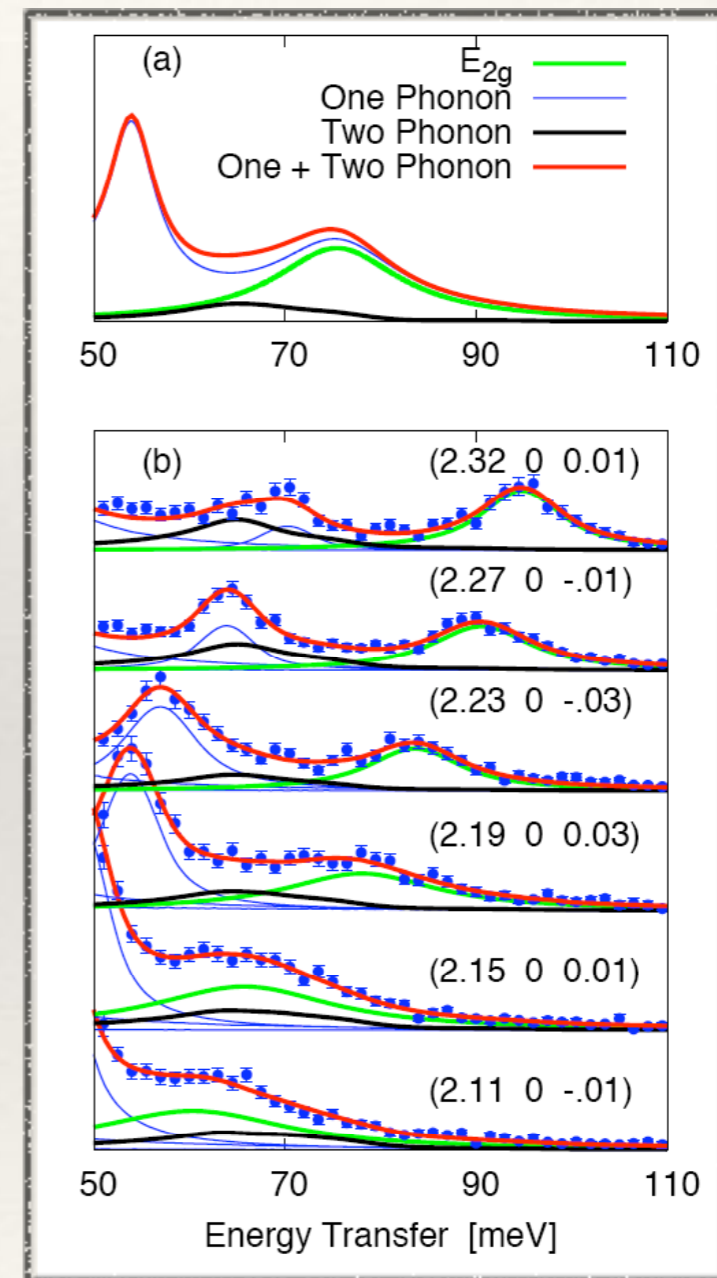 (a)
E2g
One Phonon
Two Phonon
One + Two Phonon
50 70 90 110
(b)
(2.32 0 0.01)
(2.27 0 -.01)
(2.23 0 -.03)
(2.19 0 0.03)
(2.15 0 0.01)
(2.11 0 -.01)
50 70 90 110
Energy Transfer [meV]